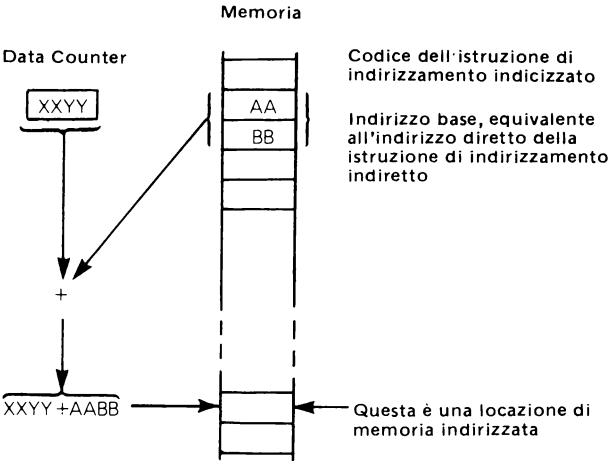 Memoria
Data Counter
Codice dell'istruzione di
indirizzamento indicizzato
XXYY
AA
BB
Indirizzo base, equivalente
all'indirizzo diretto della
istruzione di indirizzamento
indiretto
+
XXYY+AABB
Questa è una locazione di
memoria indirizzata